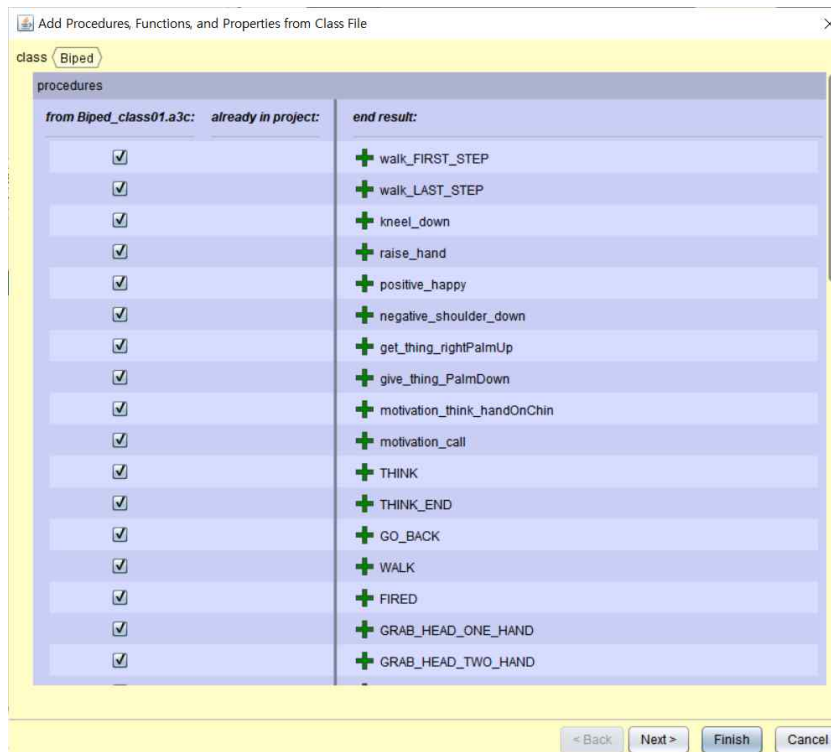 Add Procedures, Functions, and Properties from Class File
class Biped
procedures
from Biped_class01.a3c: already in project: end result:
walk_FIRST_STEP
walk_LAST_STEP
kneel_down
raise_hand
positive_happy
negative_shoulder_down
get_thing_rightPalmUp
give_thing_PalmDown
motivation_think_handOnChin
motivation_call
THINK
THINK_END
GO_BACK
WALK
FIRED
GRAB_HEAD_ONE_HAND
GRAB_HEAD_TWO_HAND
< Back Next > Finish Cancel